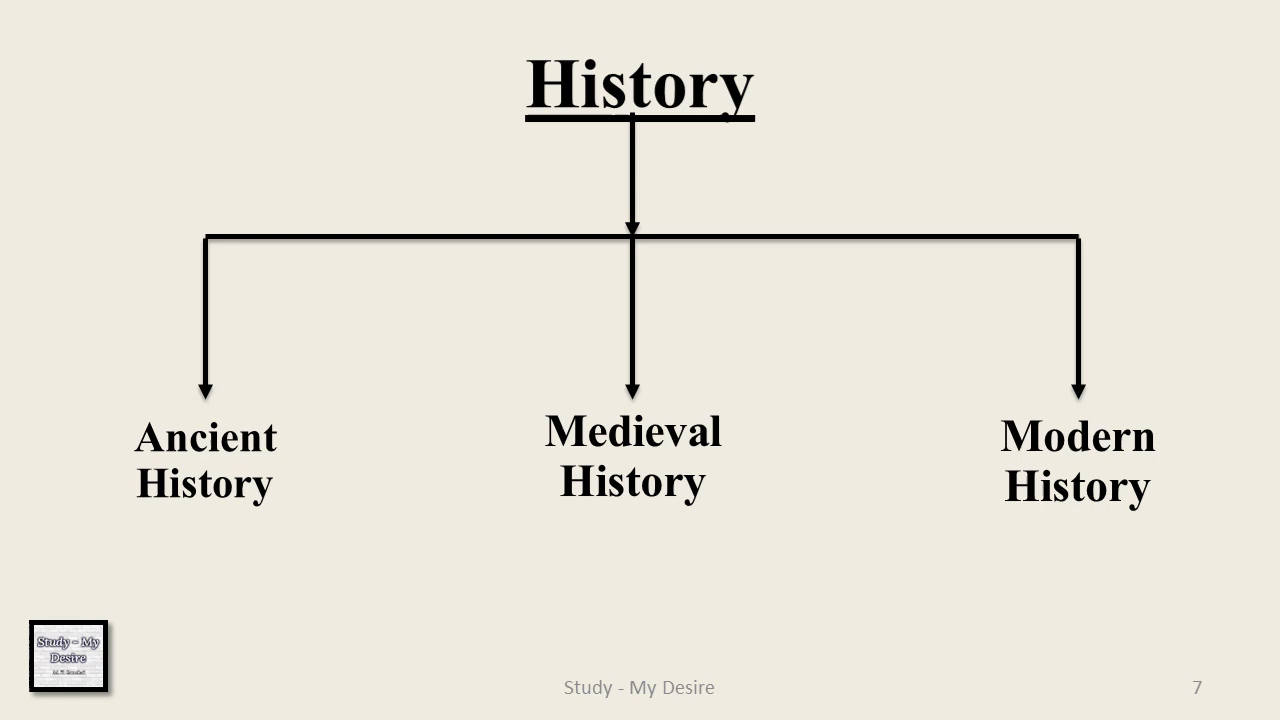 History
Ancient
History
Medieval
History
Modern
History
Study - My
Desire
Study - My Desire
7